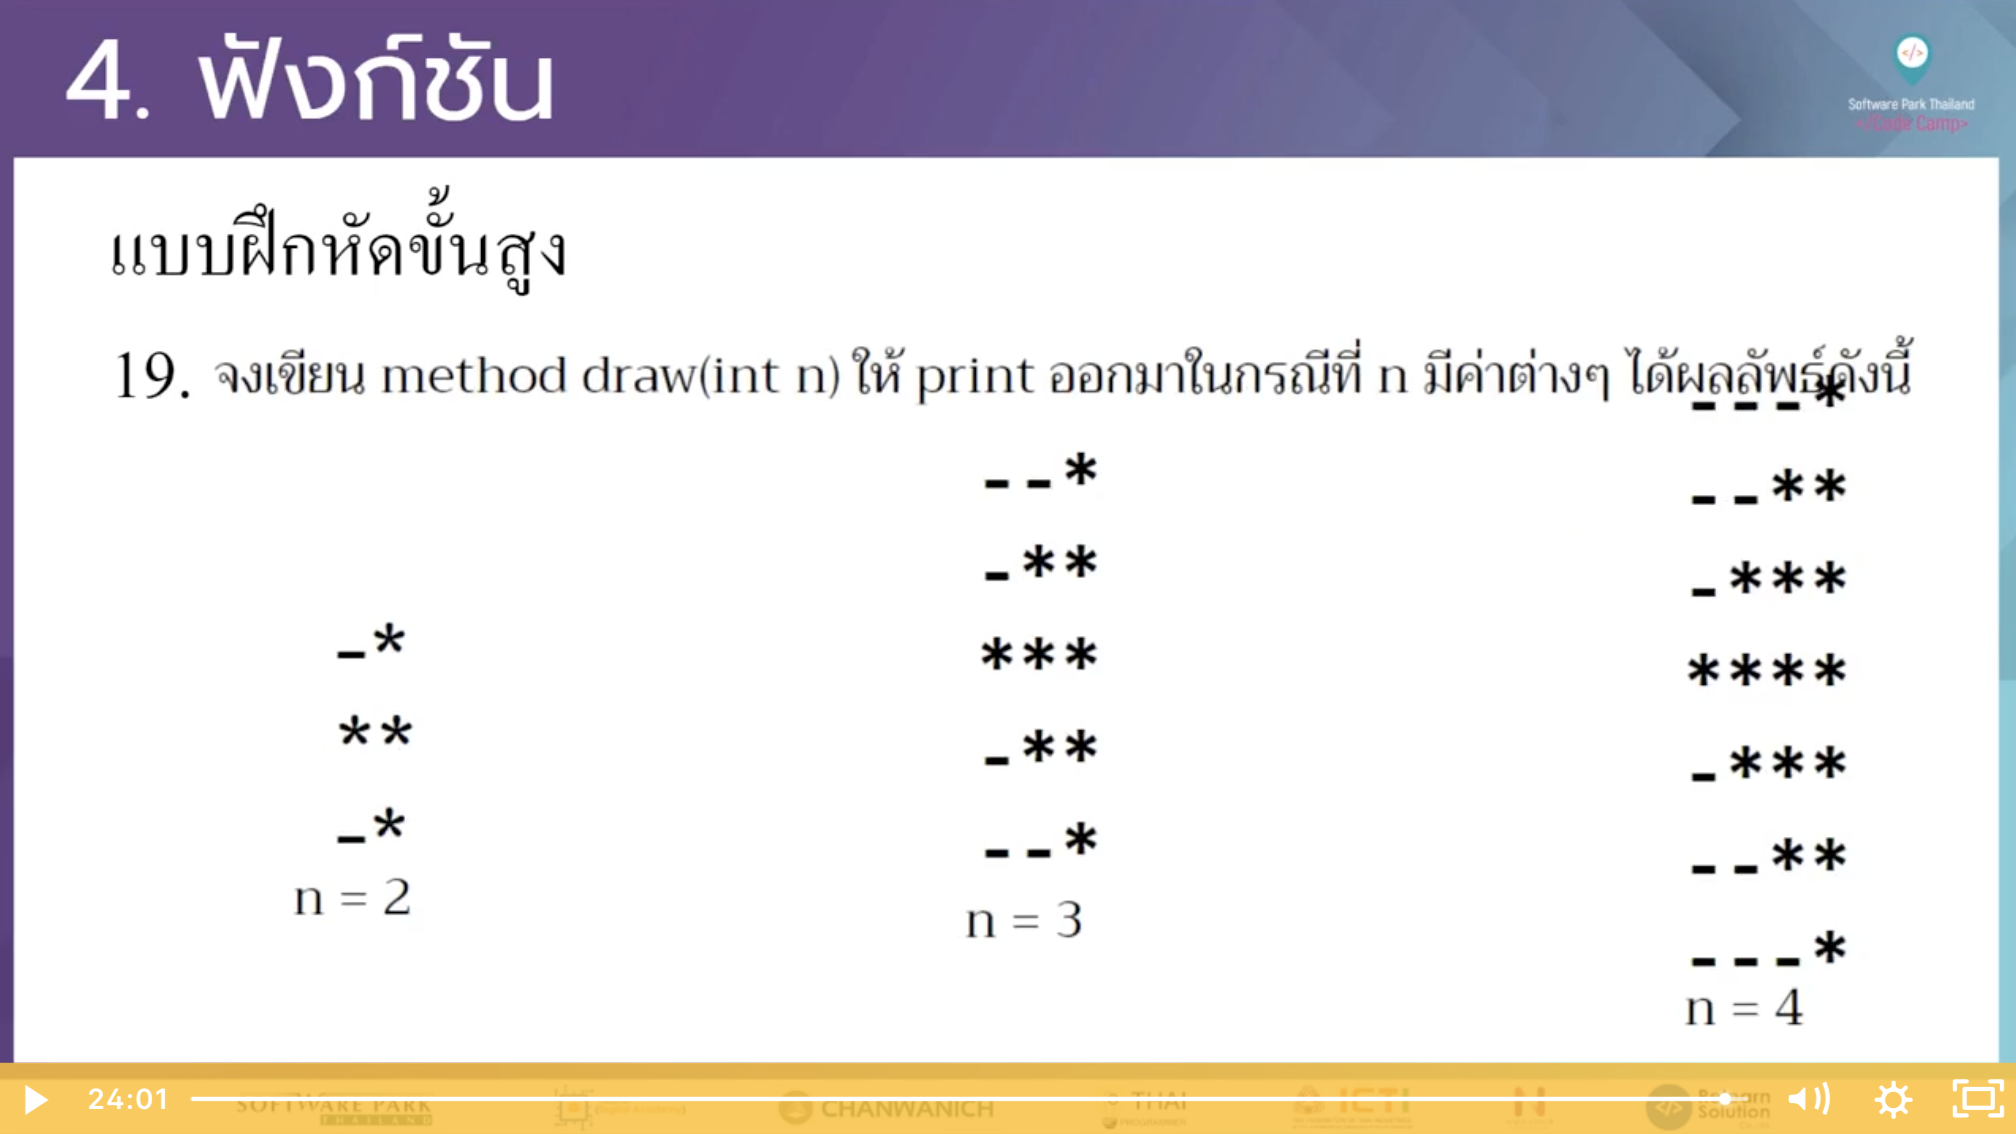 4. ฟังก์ชัน
</>
Software Park Thailand
</Code Camp>
แบบฝึกหัดขั้นสูง
19. จงเขียน method draw(int n) ให้ print ออกมาในกรณีที่ n มีค่าต่างๆ ได้ผลลัพธ์ดังนี้
-*
**
-*
n = 2
--*
-**
***
-**
--*
n = 3
---*
--**
-***
****
-***
--**
---*
n = 4
24:01
SOFTWARE PARK
THAILAND
CHANWANICH
THAI
PROGRAMMER
ICTI
N
</>
Solution